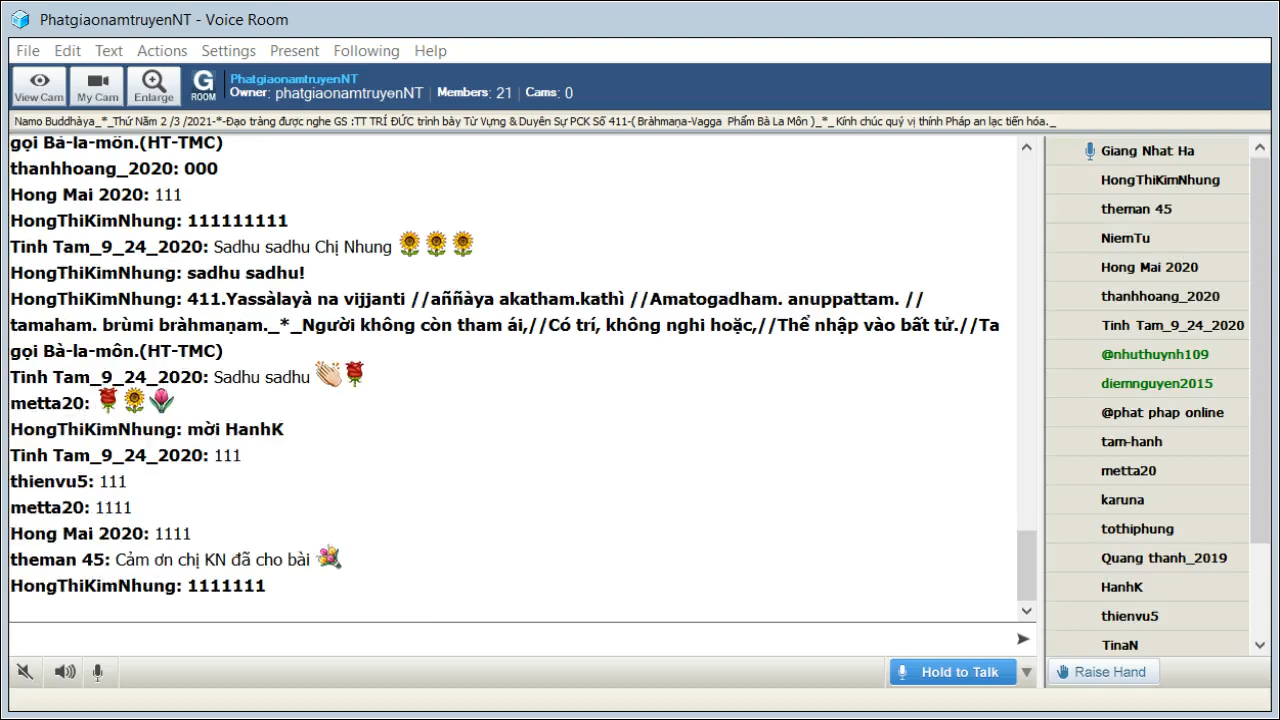 PhatgiaonamtruyenNT - Voice Room
File Edit Text Actions Settings Present Following Help
View Cam My Cam Enlarge G ROOM
PhatgiaonamtruyenNT
Owner: phatgiaonamtruyenNT | Members: 21 | Cams: 0
Namo Buddhàya_*_Thứ Năm 2 /3 /2021-*-Đạo tràng được nghe GS :TT TRÍ ĐỨC trình bày Từ Vựng & Duyên Sự PCK Số 411-( Bràhmaṇa-Vagga Phẩm Bà La Môn )_*_ Kính chúc quý vị thính Pháp an lạc tiến hóa._
gọi Bà-la-môn.(HT-TMC)
thanhhoang_2020: 000
Hong Mai 2020: 111
HongThiKimNhung: 111111111
Tinh Tam_9_24_2020: Sadhu sadhu Chị Nhung
HongThiKimNhung: sadhu sadhu!
HongThiKimNhung: 411.Yassàlayà na vijjanti //aññàya akatham.kathì //Amatogadham. anuppattam. //
tamaham. brùmi bràhmaṇam._*_Người không còn tham ái,//Có trí, không nghi hoặc,//Thể nhập vào bất tử.//Ta
gọi Bà-la-môn.(HT-TMC)
Tinh Tam_9_24_2020: Sadhu sadhu
metta20:
HongThiKimNhung: mời HanhK
Tinh Tam_9_24_2020: 111
thienvu5: 111
metta20: 1111
Hong Mai 2020: 1111
theman 45: Cảm ơn chị KN đã cho bài
HongThiKimNhung: 1111111
Giang Nhat Ha
HongThiKimNhung
theman 45
NiemTu
Hong Mai 2020
thanhhoang_2020
Tinh Tam_9_24_2020
@nhuthuynh109
diemnguyen2015
@phat phap online
tam-hanh
metta20
karuna
tothiphung
Quang thanh_2019
HanhK
thienvu5
TinaN
Hold to Talk
Raise Hand